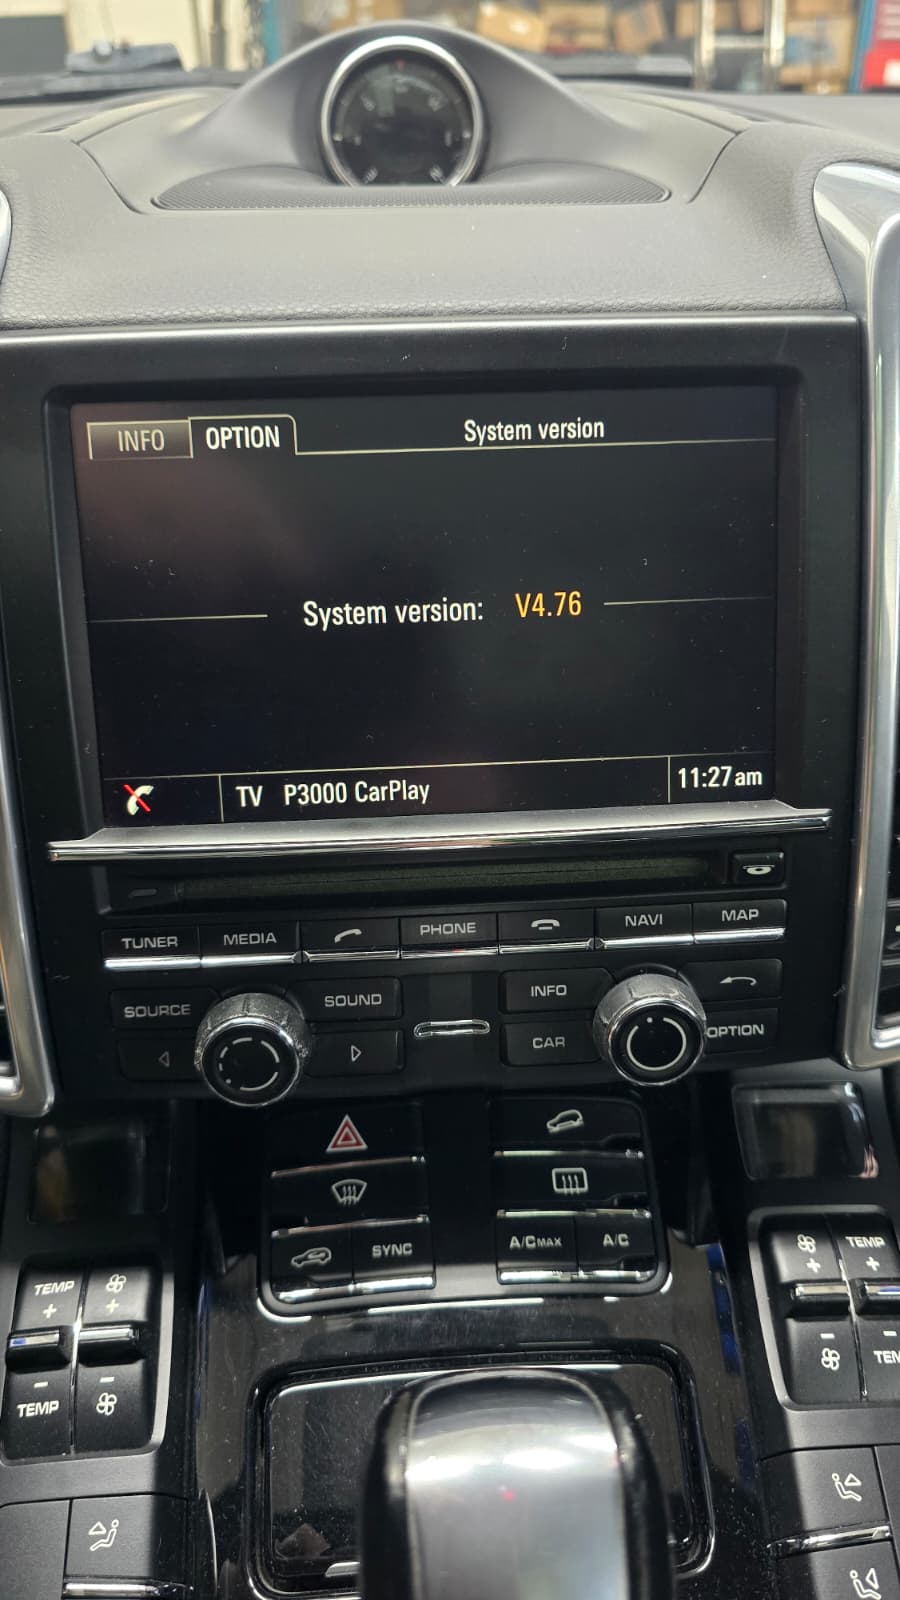 INFO OPTION System version
System version: V4.76
TV P3000 CarPlay 11:27am
TUNER MEDIA PHONE NAVI MAP
SOURCE SOUND INFO
CAR OPTION
SYNC A/C MAX A/C
TEMP + + + TEMP +
- TEMP - - - TEM